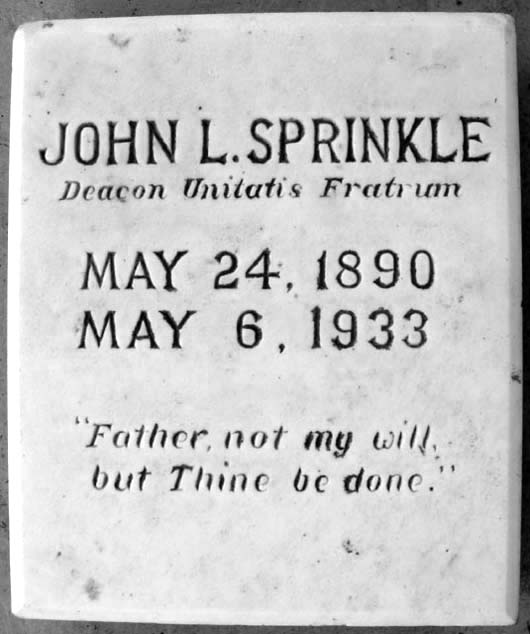 JOHN L. SPRINKLE
Deacon Unitatis Fratrum
MAY 24, 1890
MAY 6, 1933
"Father, not my will,
but Thine be done."